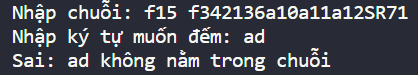 Nhập chuỗi: f15 f342136a10a11a12SR71
Nhập ký tự muốn đếm: ad
Sai: ad không nằm trong chuỗi